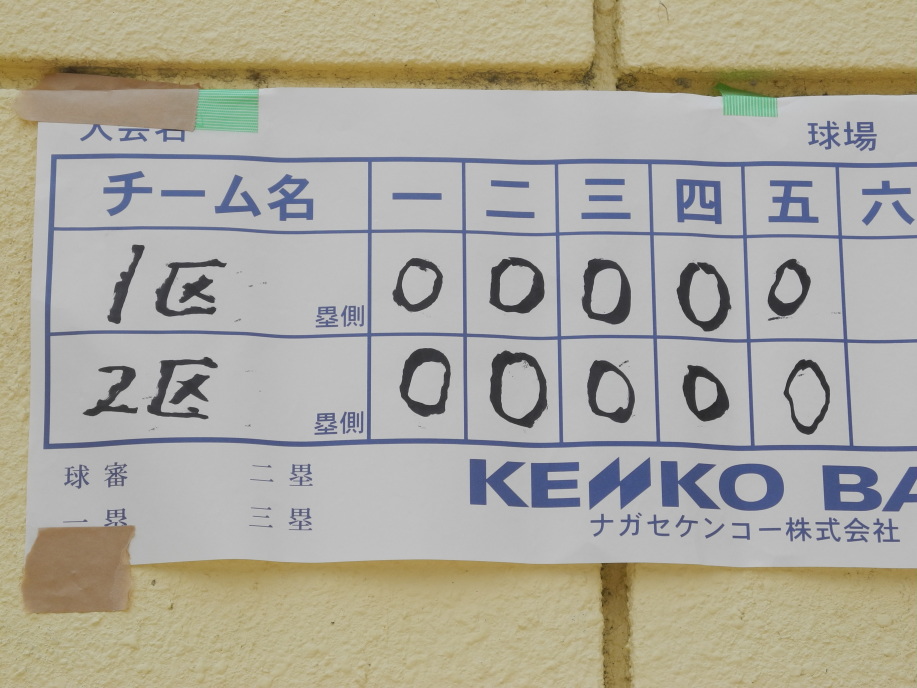 大会名 球場
チーム名 一 二 三 四 五 六
1区 塁側 0 0 0 0 0
2区 塁側 0 0 0 0 0
球審 二塁
一塁 三塁
KENKO BA
ナガセケンコー株式会社